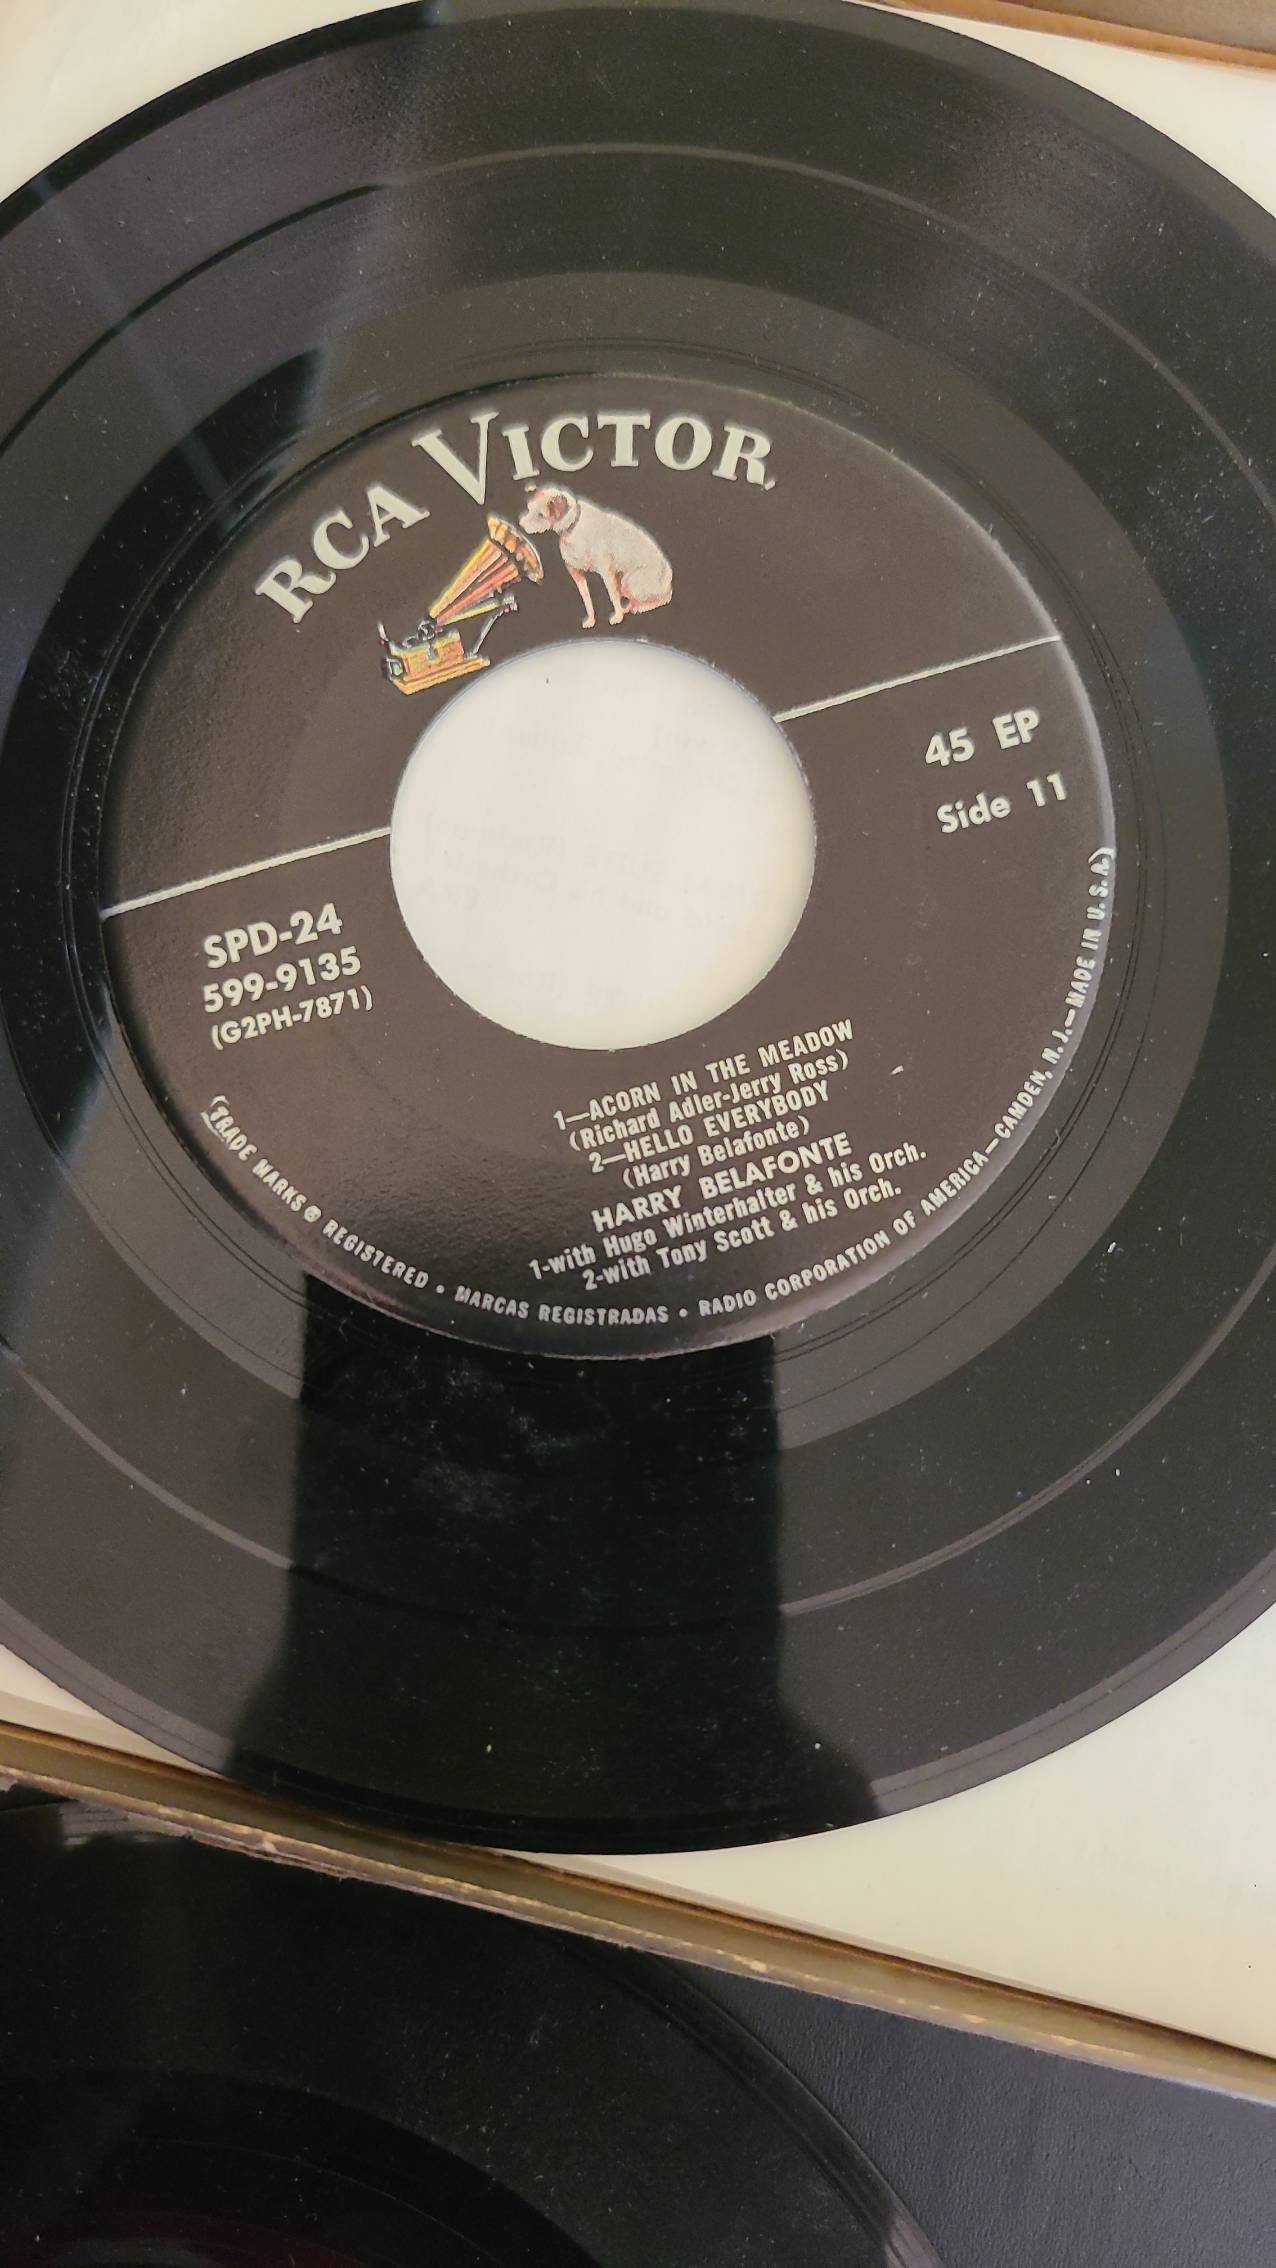 RCA VICTOR
45 EP
Side 11
SPD-24
599-9135
(G2PH-7871)
1—ACORN IN THE MEADOW
(Richard Adler-Jerry Ross)
2—HELLO EVERYBODY
(Harry Belafonte)
HARRY BELAFONTE
1-with Hugo Winterhalter & his Orch.
2-with Tony Scott & his Orch.
(TRADE MARKS ® REGISTERED • MARCAS REGISTRADAS • RADIO CORPORATION OF AMERICA—CAMDEN, N. J.—MADE IN U. S. A.)